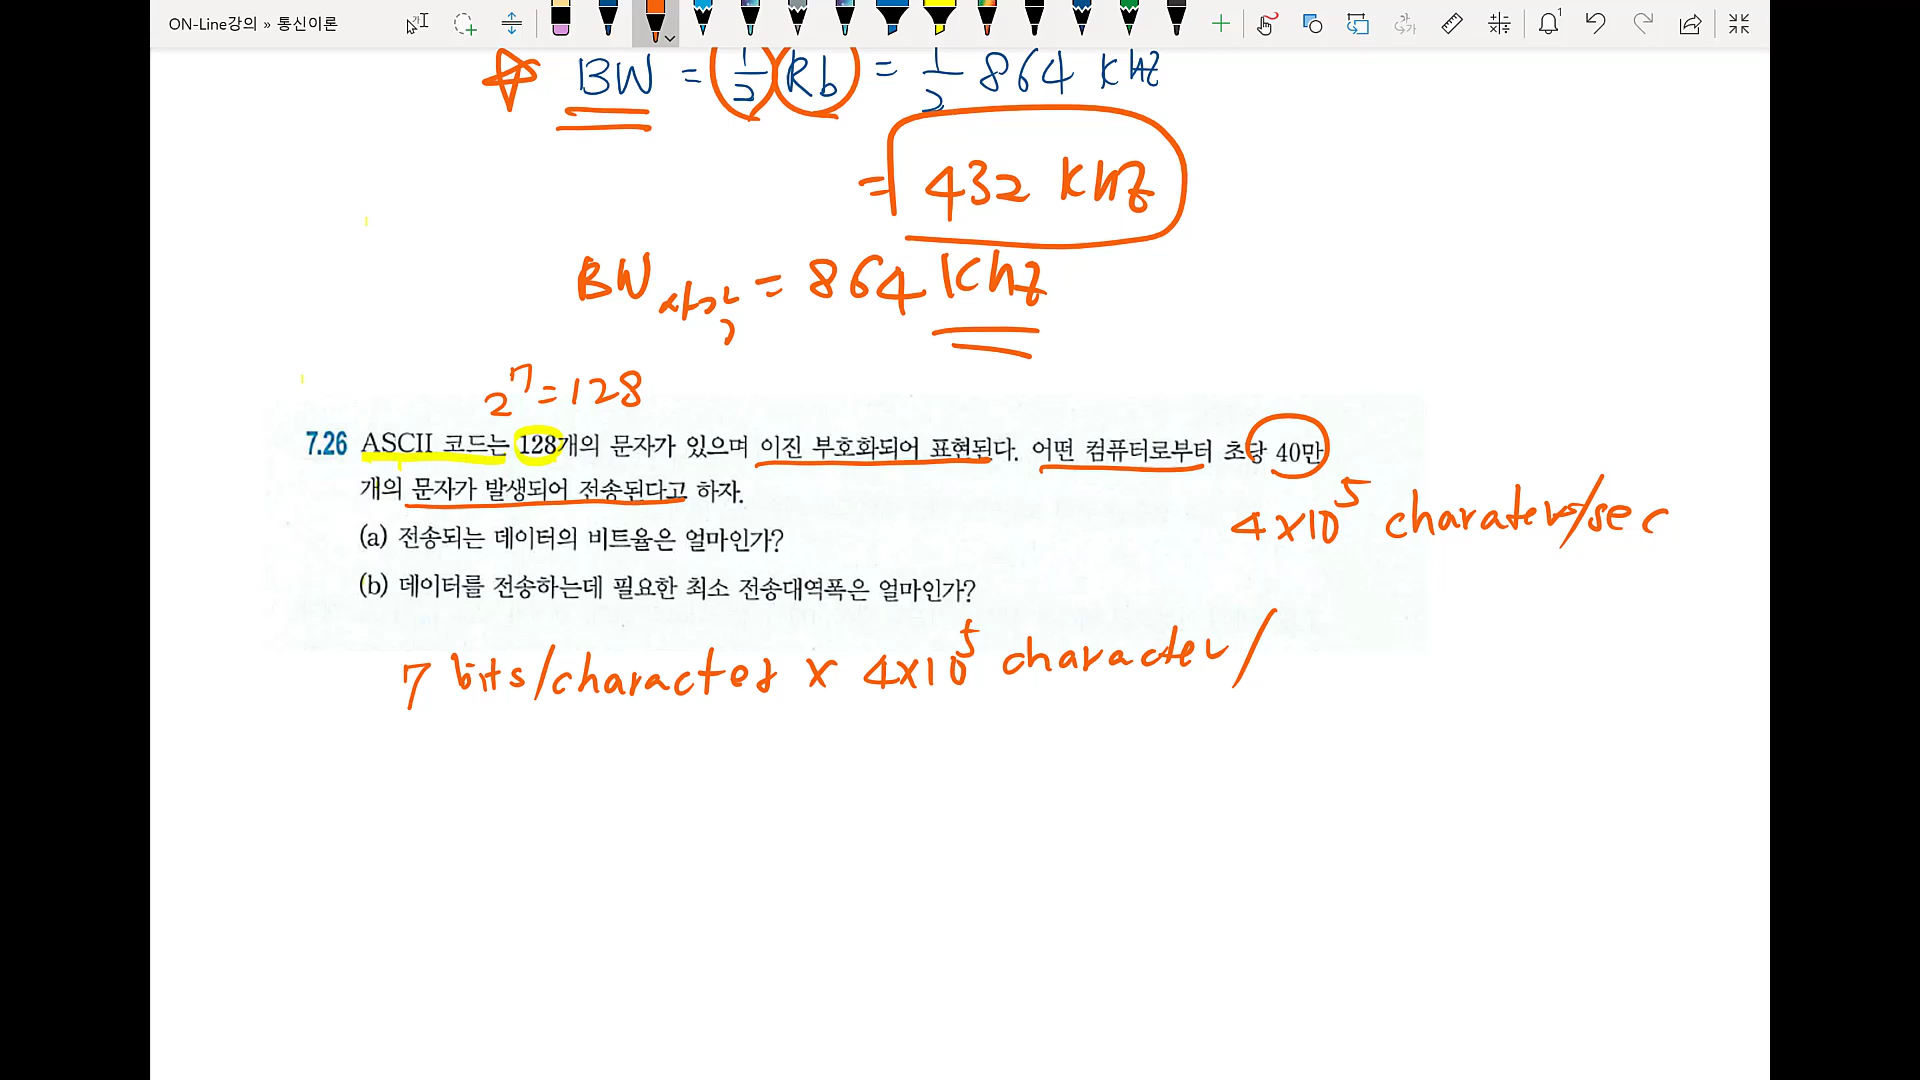 ON-Line강의 » 통신이론
BW = 1/2 Rb = 1/2 864 KHz
= 432 KHz
= 864 KHz
2^7 = 128
7.26 ASCII 코드는 128개의 문자가 있으며 이진 부호화되어 표현된다. 어떤 컴퓨터로부터 초당 40만
개의 문자가 발생되어 전송된다고 하자.
4×10^5 charaters/sec
(a) 전송되는 데이터의 비트율은 얼마인가?
(b) 데이터를 전송하는데 필요한 최소 전송대역폭은 얼마인가?
7 bits/character × 4×10^5 character/